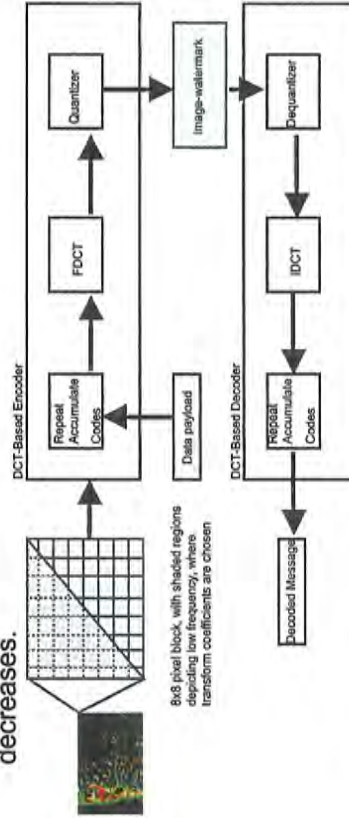 decreases.
DCT-Based Encoder
Repeat
Accumulate
Codes
FDCT
Quantizer
Data payload
8x8 pixel block, with shaded regions
depicting low frequency, where
transform coefficients are chosen
Image-watermark
DCT-Based Decoder
Dequantizer
IDCT
Repeat
Accumulate
Codes
Decoded Message